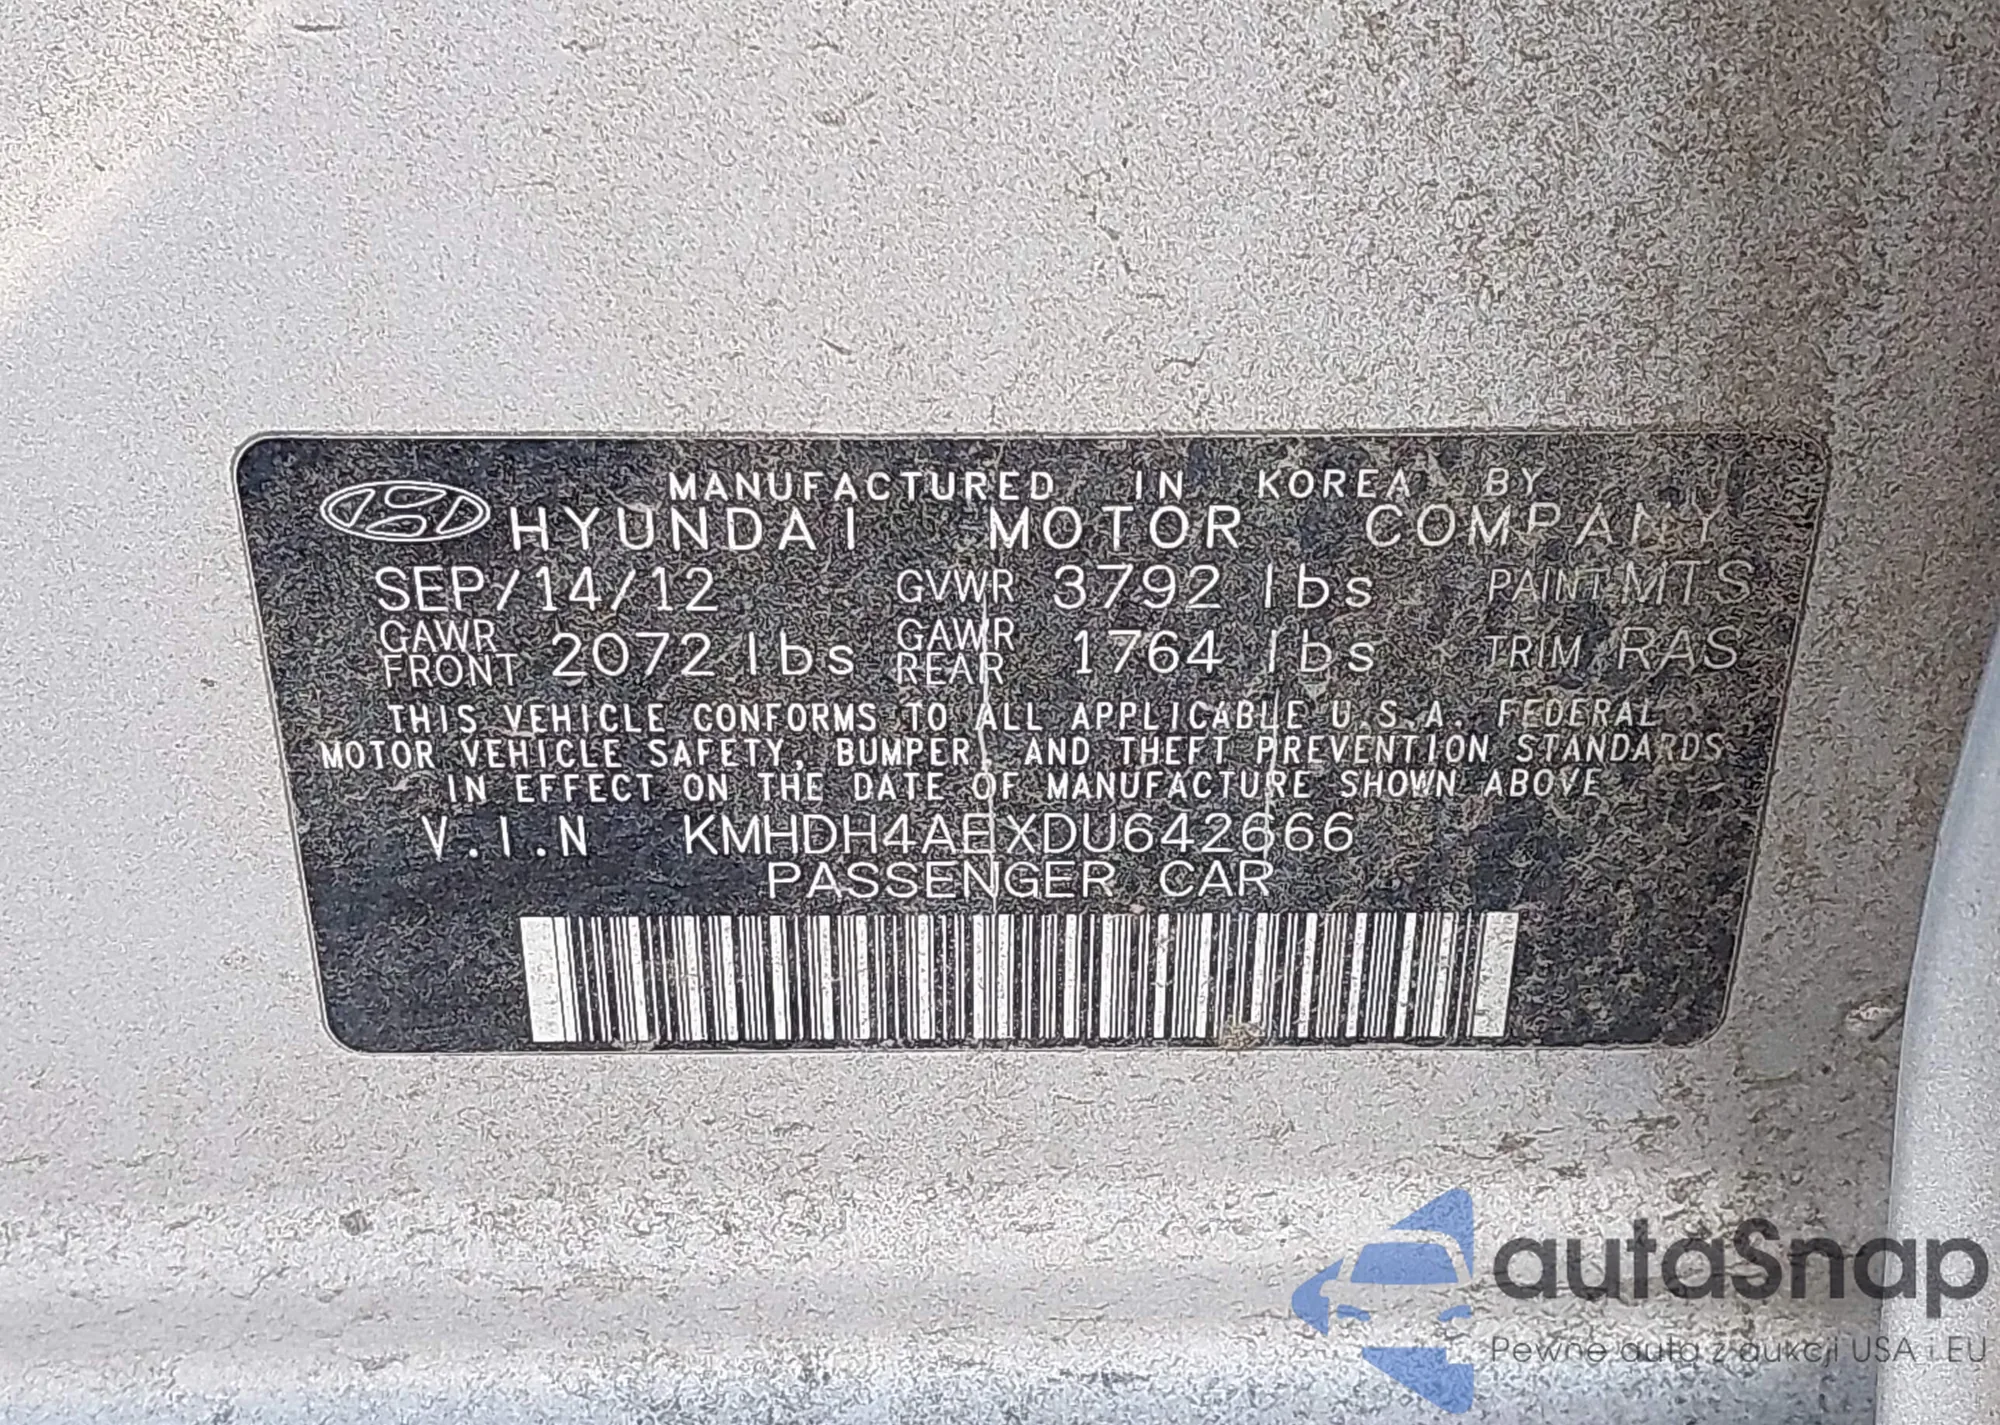 MANUFACTURED IN KOREA BY
HYUNDAI MOTOR COMPANY
SEP/14/12 GVWR 3792 lbs PAINT MTS
GAWR FRONT 2072 lbs GAWR REAR 1764 lbs TRIM RAS
THIS VEHICLE CONFORMS TO ALL APPLICABLE U.S.A. FEDERAL
MOTOR VEHICLE SAFETY, BUMPER, AND THEFT PREVENTION STANDARDS
IN EFFECT ON THE DATE OF MANUFACTURE SHOWN ABOVE
V.I.N KMHDH4AEXDU642666
PASSENGER CAR
autaSnap
Pewne auta z aukcji USA i EU